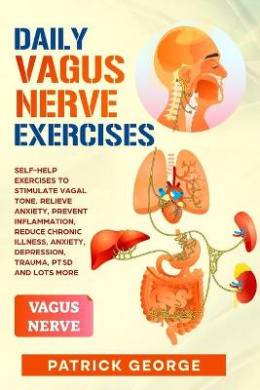 DAILY
VAGUS
NERVE
EXERCISES
SELF-HELP
EXERCISES TO
STIMULATE VAGAL
TONE. RELIEVE
ANXIETY, PREVENT
INFLAMMATION,
REDUCE CHRONIC
ILLNESS, ANXIETY,
DEPRESSION,
TRAUMA, PTSD
AND LOTS MORE
VAGUS
NERVE
PATRICK GEORGE